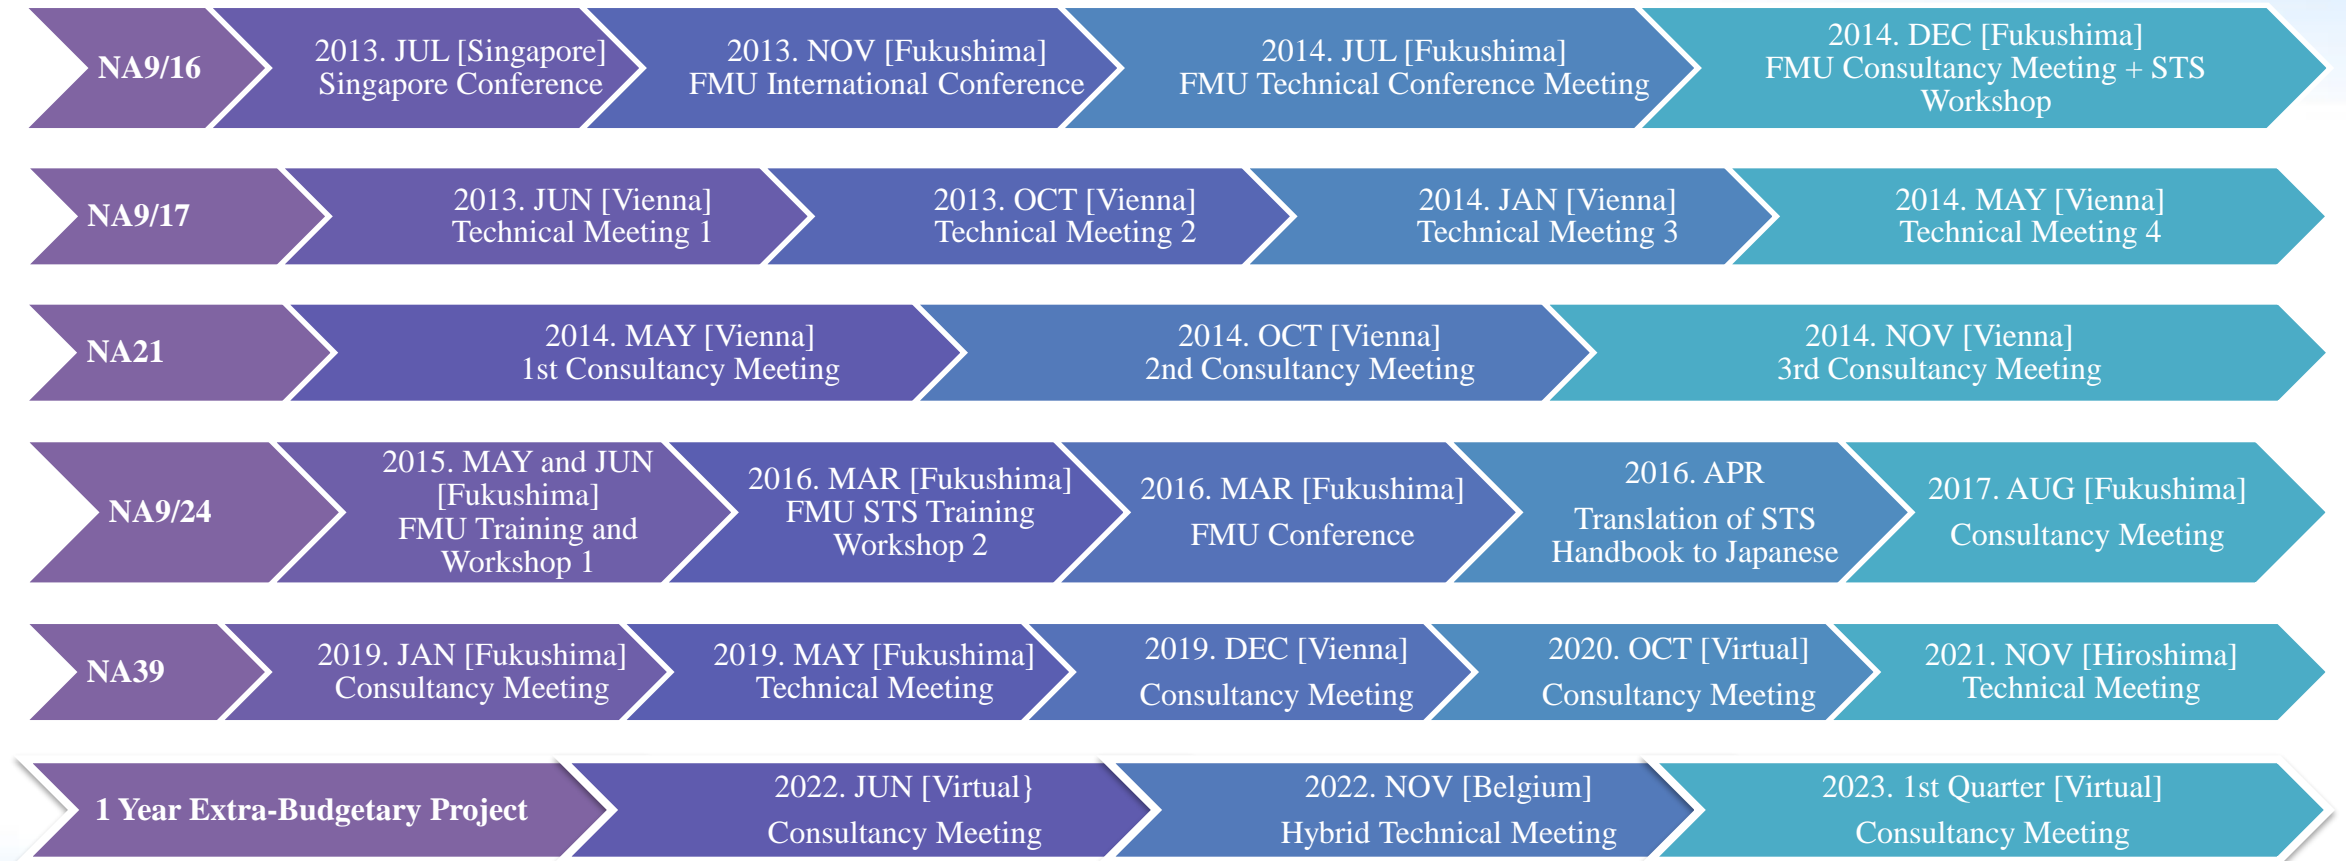 NA9/16
2013. JUL [Singapore]
Singapore Conference
2013. NOV [Fukushima]
FMU International Conference
2014. JUL [Fukushima]
FMU Technical Conference Meeting
2014. DEC [Fukushima]
FMU Consultancy Meeting + STS
Workshop
NA9/17
2013. JUN [Vienna]
Technical Meeting 1
2013. OCT [Vienna]
Technical Meeting 2
2014. JAN [Vienna]
Technical Meeting 3
2014. MAY [Vienna]
Technical Meeting 4
NA21
2014. MAY [Vienna]
1st Consultancy Meeting
2014. OCT [Vienna]
2nd Consultancy Meeting
2014. NOV [Vienna]
3rd Consultancy Meeting
NA9/24
2015. MAY and JUN
[Fukushima]
FMU Training and
Workshop 1
2016. MAR [Fukushima]
FMU STS Training
Workshop 2
2016. MAR [Fukushima]
FMU Conference
2016. APR
Translation of STS
Handbook to Japanese
2017. AUG [Fukushima]
Consultancy Meeting
NA39
2019. JAN [Fukushima]
Consultancy Meeting
2019. MAY [Fukushima]
Technical Meeting
2019. DEC [Vienna]
Consultancy Meeting
2020. OCT [Virtual]
Consultancy Meeting
2021. NOV [Hiroshima]
Technical Meeting
1 Year Extra-Budgetary Project
2022. JUN [Virtual}
Consultancy Meeting
2022. NOV [Belgium]
Hybrid Technical Meeting
2023. 1st Quarter [Virtual]
Consultancy Meeting